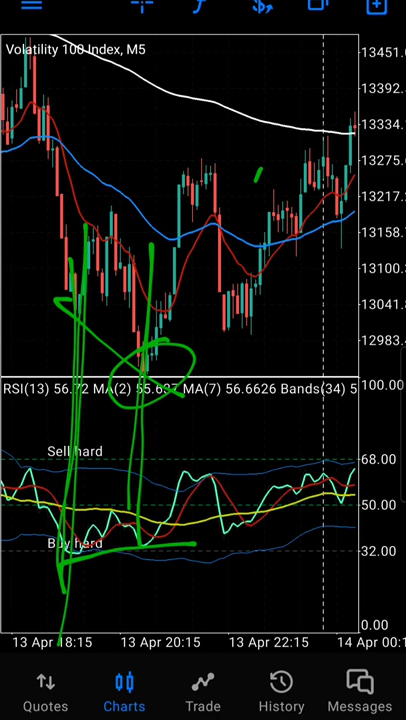 Volatility 100 Index, M5
13451.
13392.
13334.
13275.
13217.
13158.
13100.
13041.
12983.
RSI(13) 56.72 MA(2) 55.637 MA(7) 56.6626 Bands(34) 5
100.00
Sell hard
68.00
50.00
Buy hard
32.00
0.00
13 Apr 18:15 13 Apr 20:15 13 Apr 22:15 14 Apr 00:1
Quotes Charts Trade History Messages